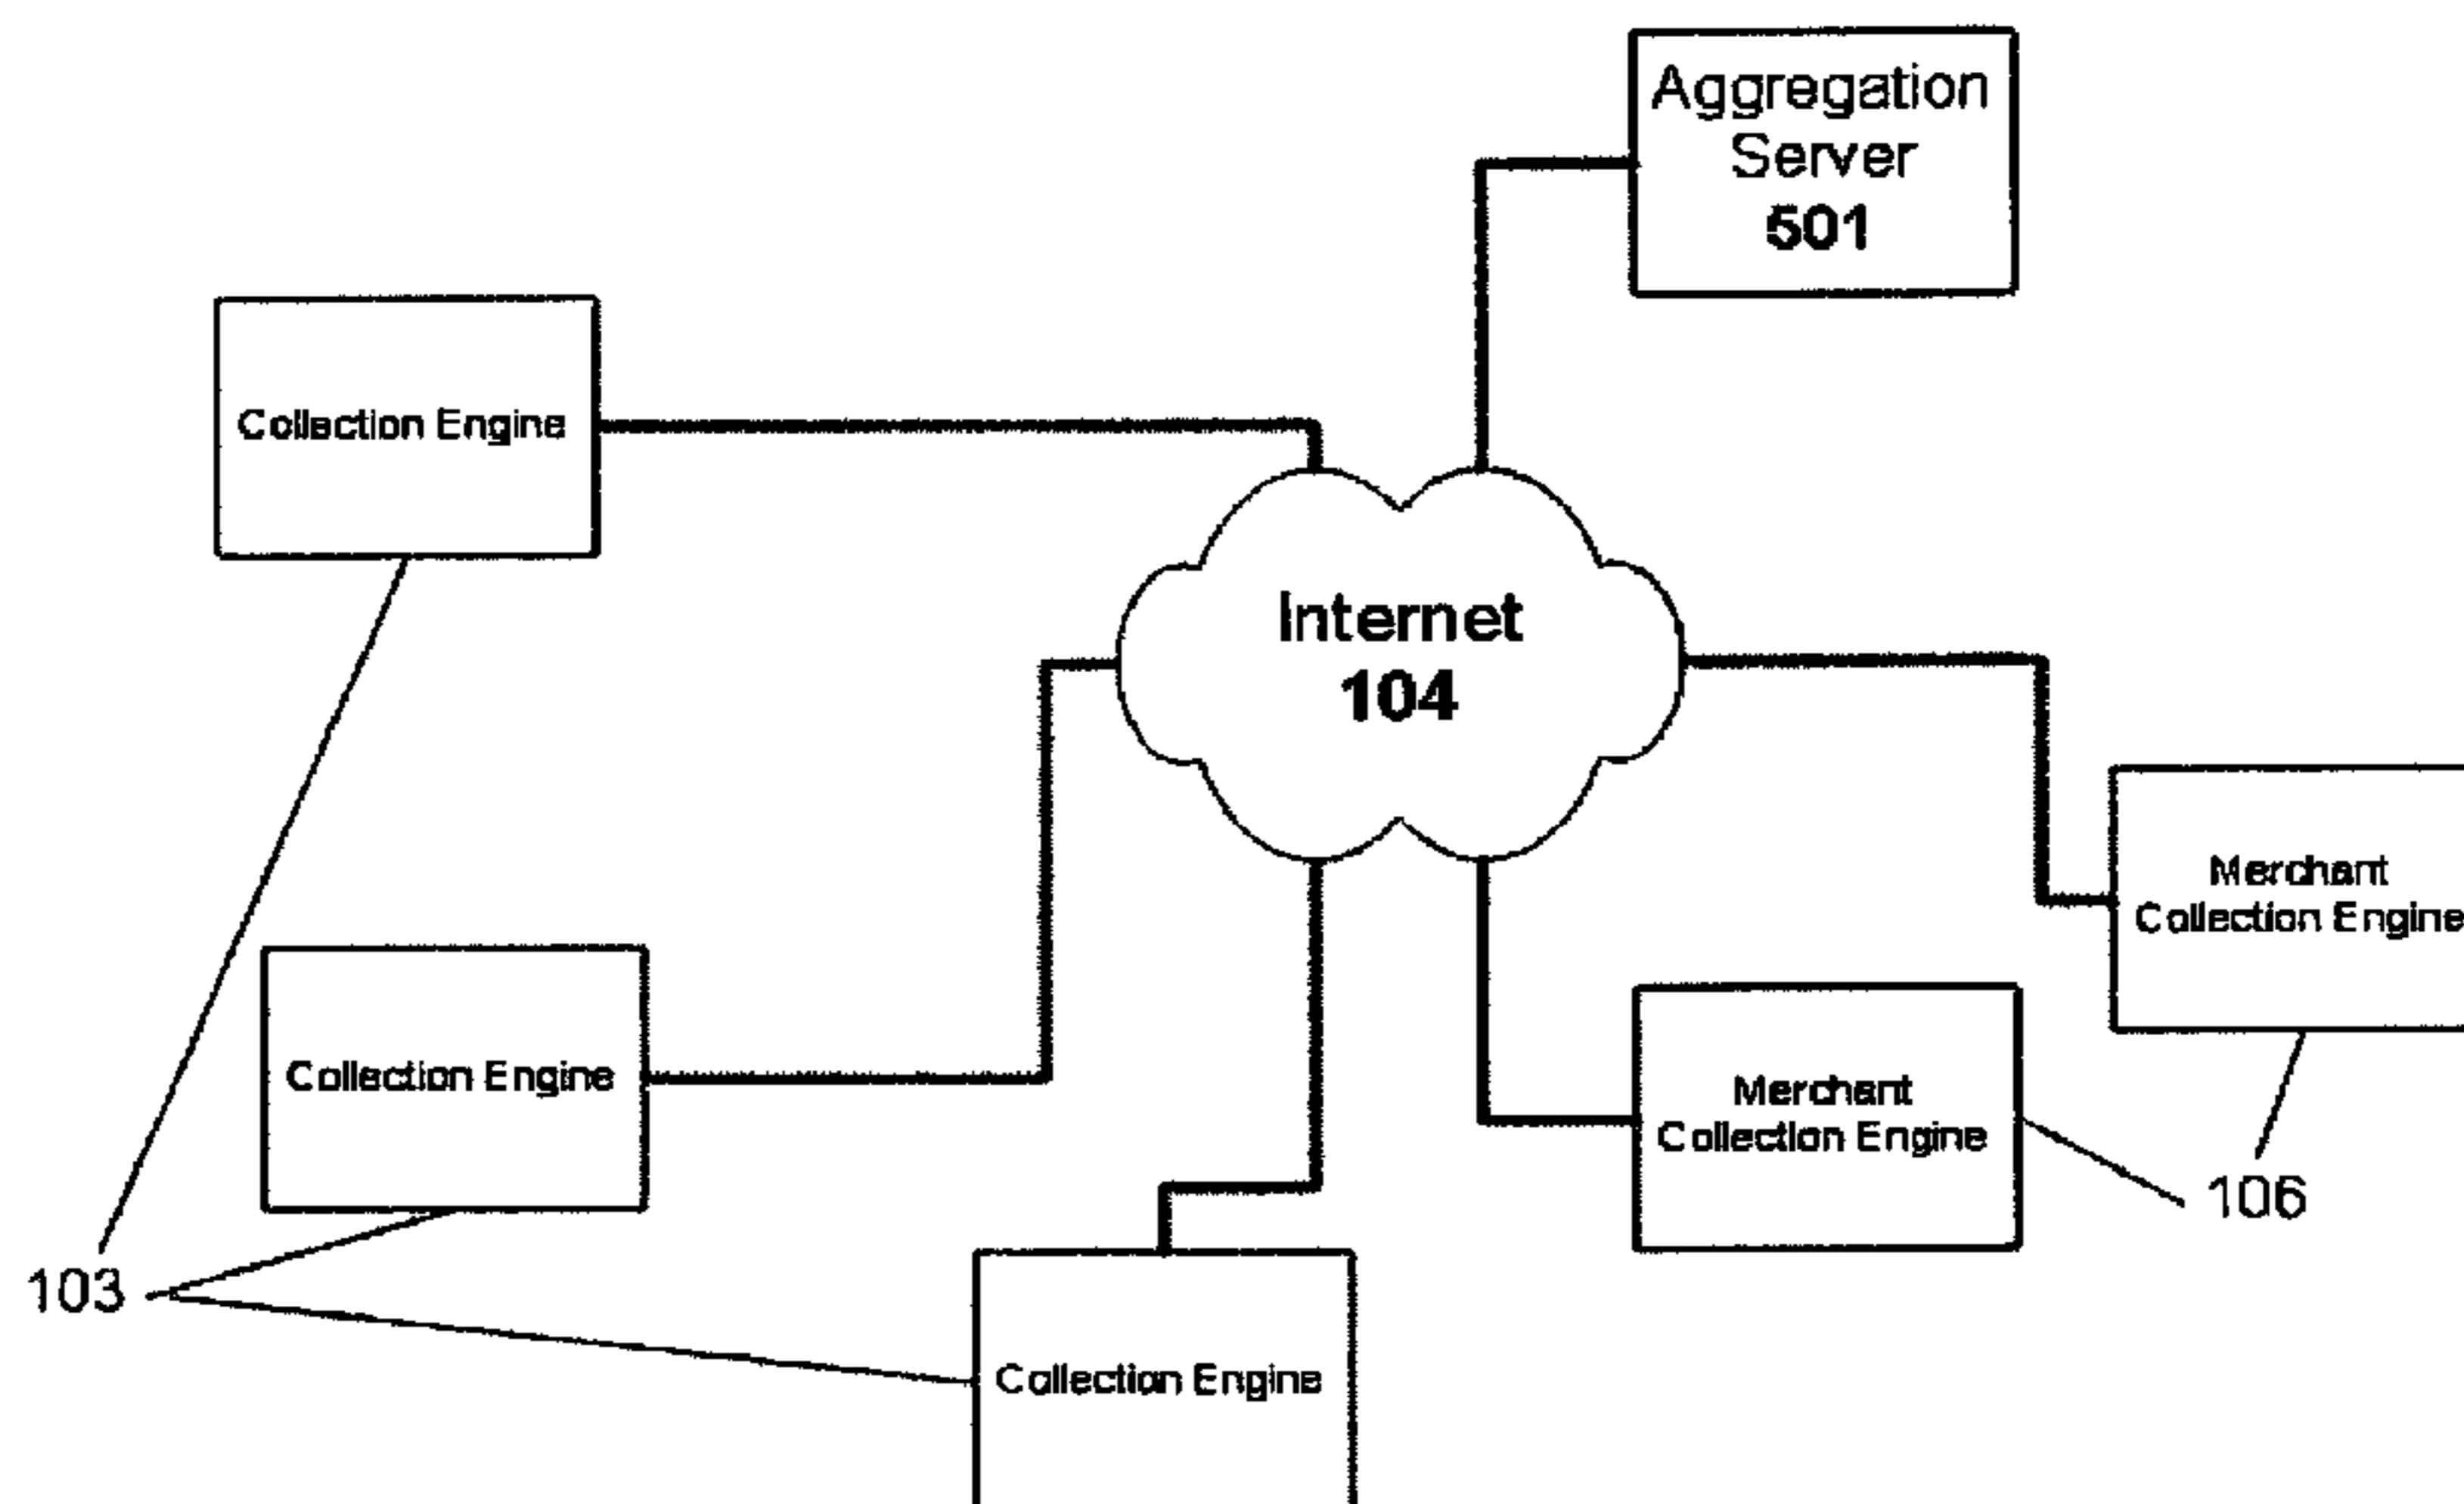 Aggregation
Server
501
Collection Engine
Internet
104
Merchant
Collection Engine
Collection Engine
Merchant
Collection Engine
106
103
Collection Engine